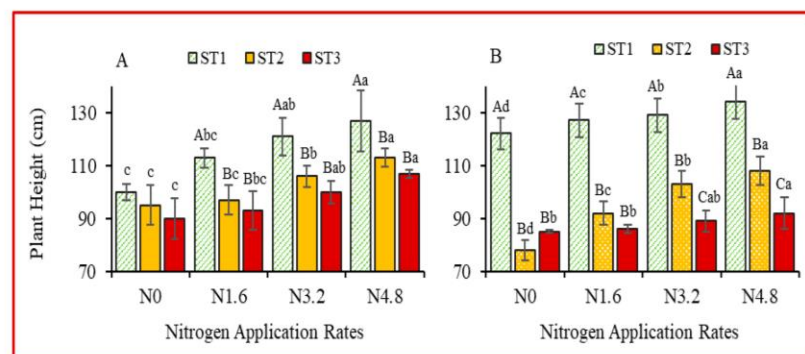 A
ST1 ST2 ST3
Plant Height (cm)
130
110
90
70
c c c
Abc Bc Bbc
Aab Bb Bab
Aa Ba Ba
N0 N1.6 N3.2 N4.8
Nitrogen Application Rates
B
ST1 ST2 ST3
130
110
90
70
Ad Bd Bb
Ac Bc Bb
Ab Bb Cab
Aa Ba Ca
N0 N1.6 N3.2 N4.8
Nitrogen Application Rates